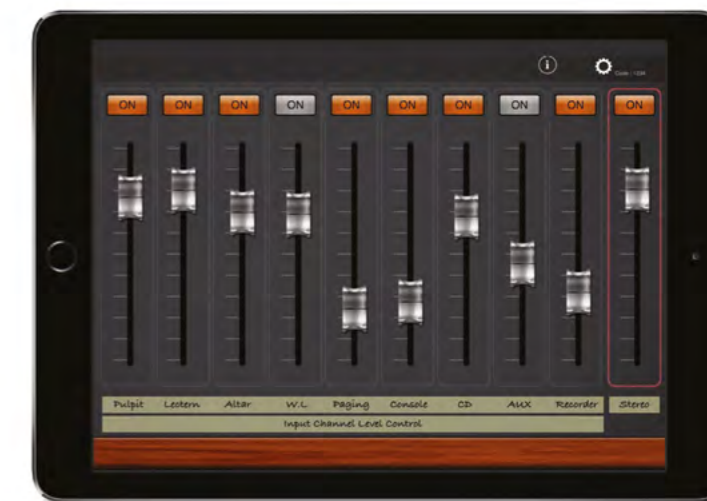 ON ON ON ON ON ON ON ON ON ON
Pulpit Lectern Altar W.L Paging Console CD AUX Recorder Stereo
Input Channel Level Control